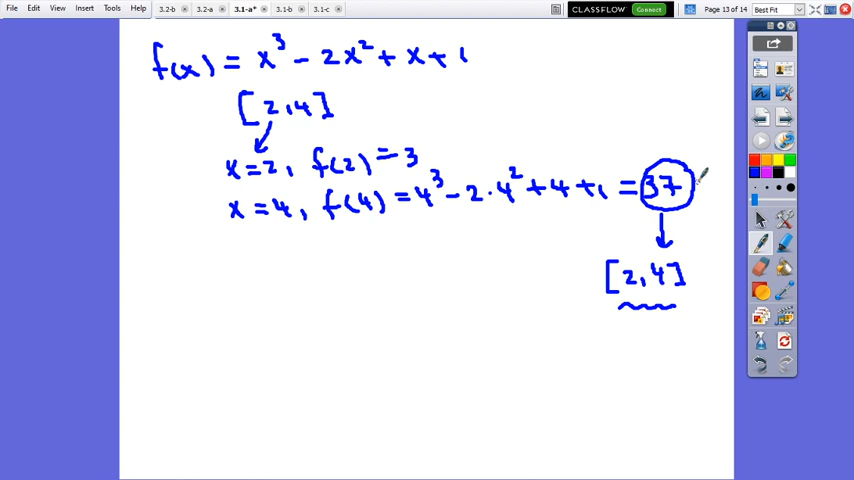 File Edit View Insert Tools Help 3.2-b 3.2-a 3.1-a* 3.1-b 3.1-c CLASSFLOW Connect Page 13 of 14 Best Fit
f(x) = x³ - 2x² + x + 1
[2,4]
x=2, f(2) = 3
x=4, f(4) = 4³ - 2·4² + 4 + 1 = 37
[2,4]